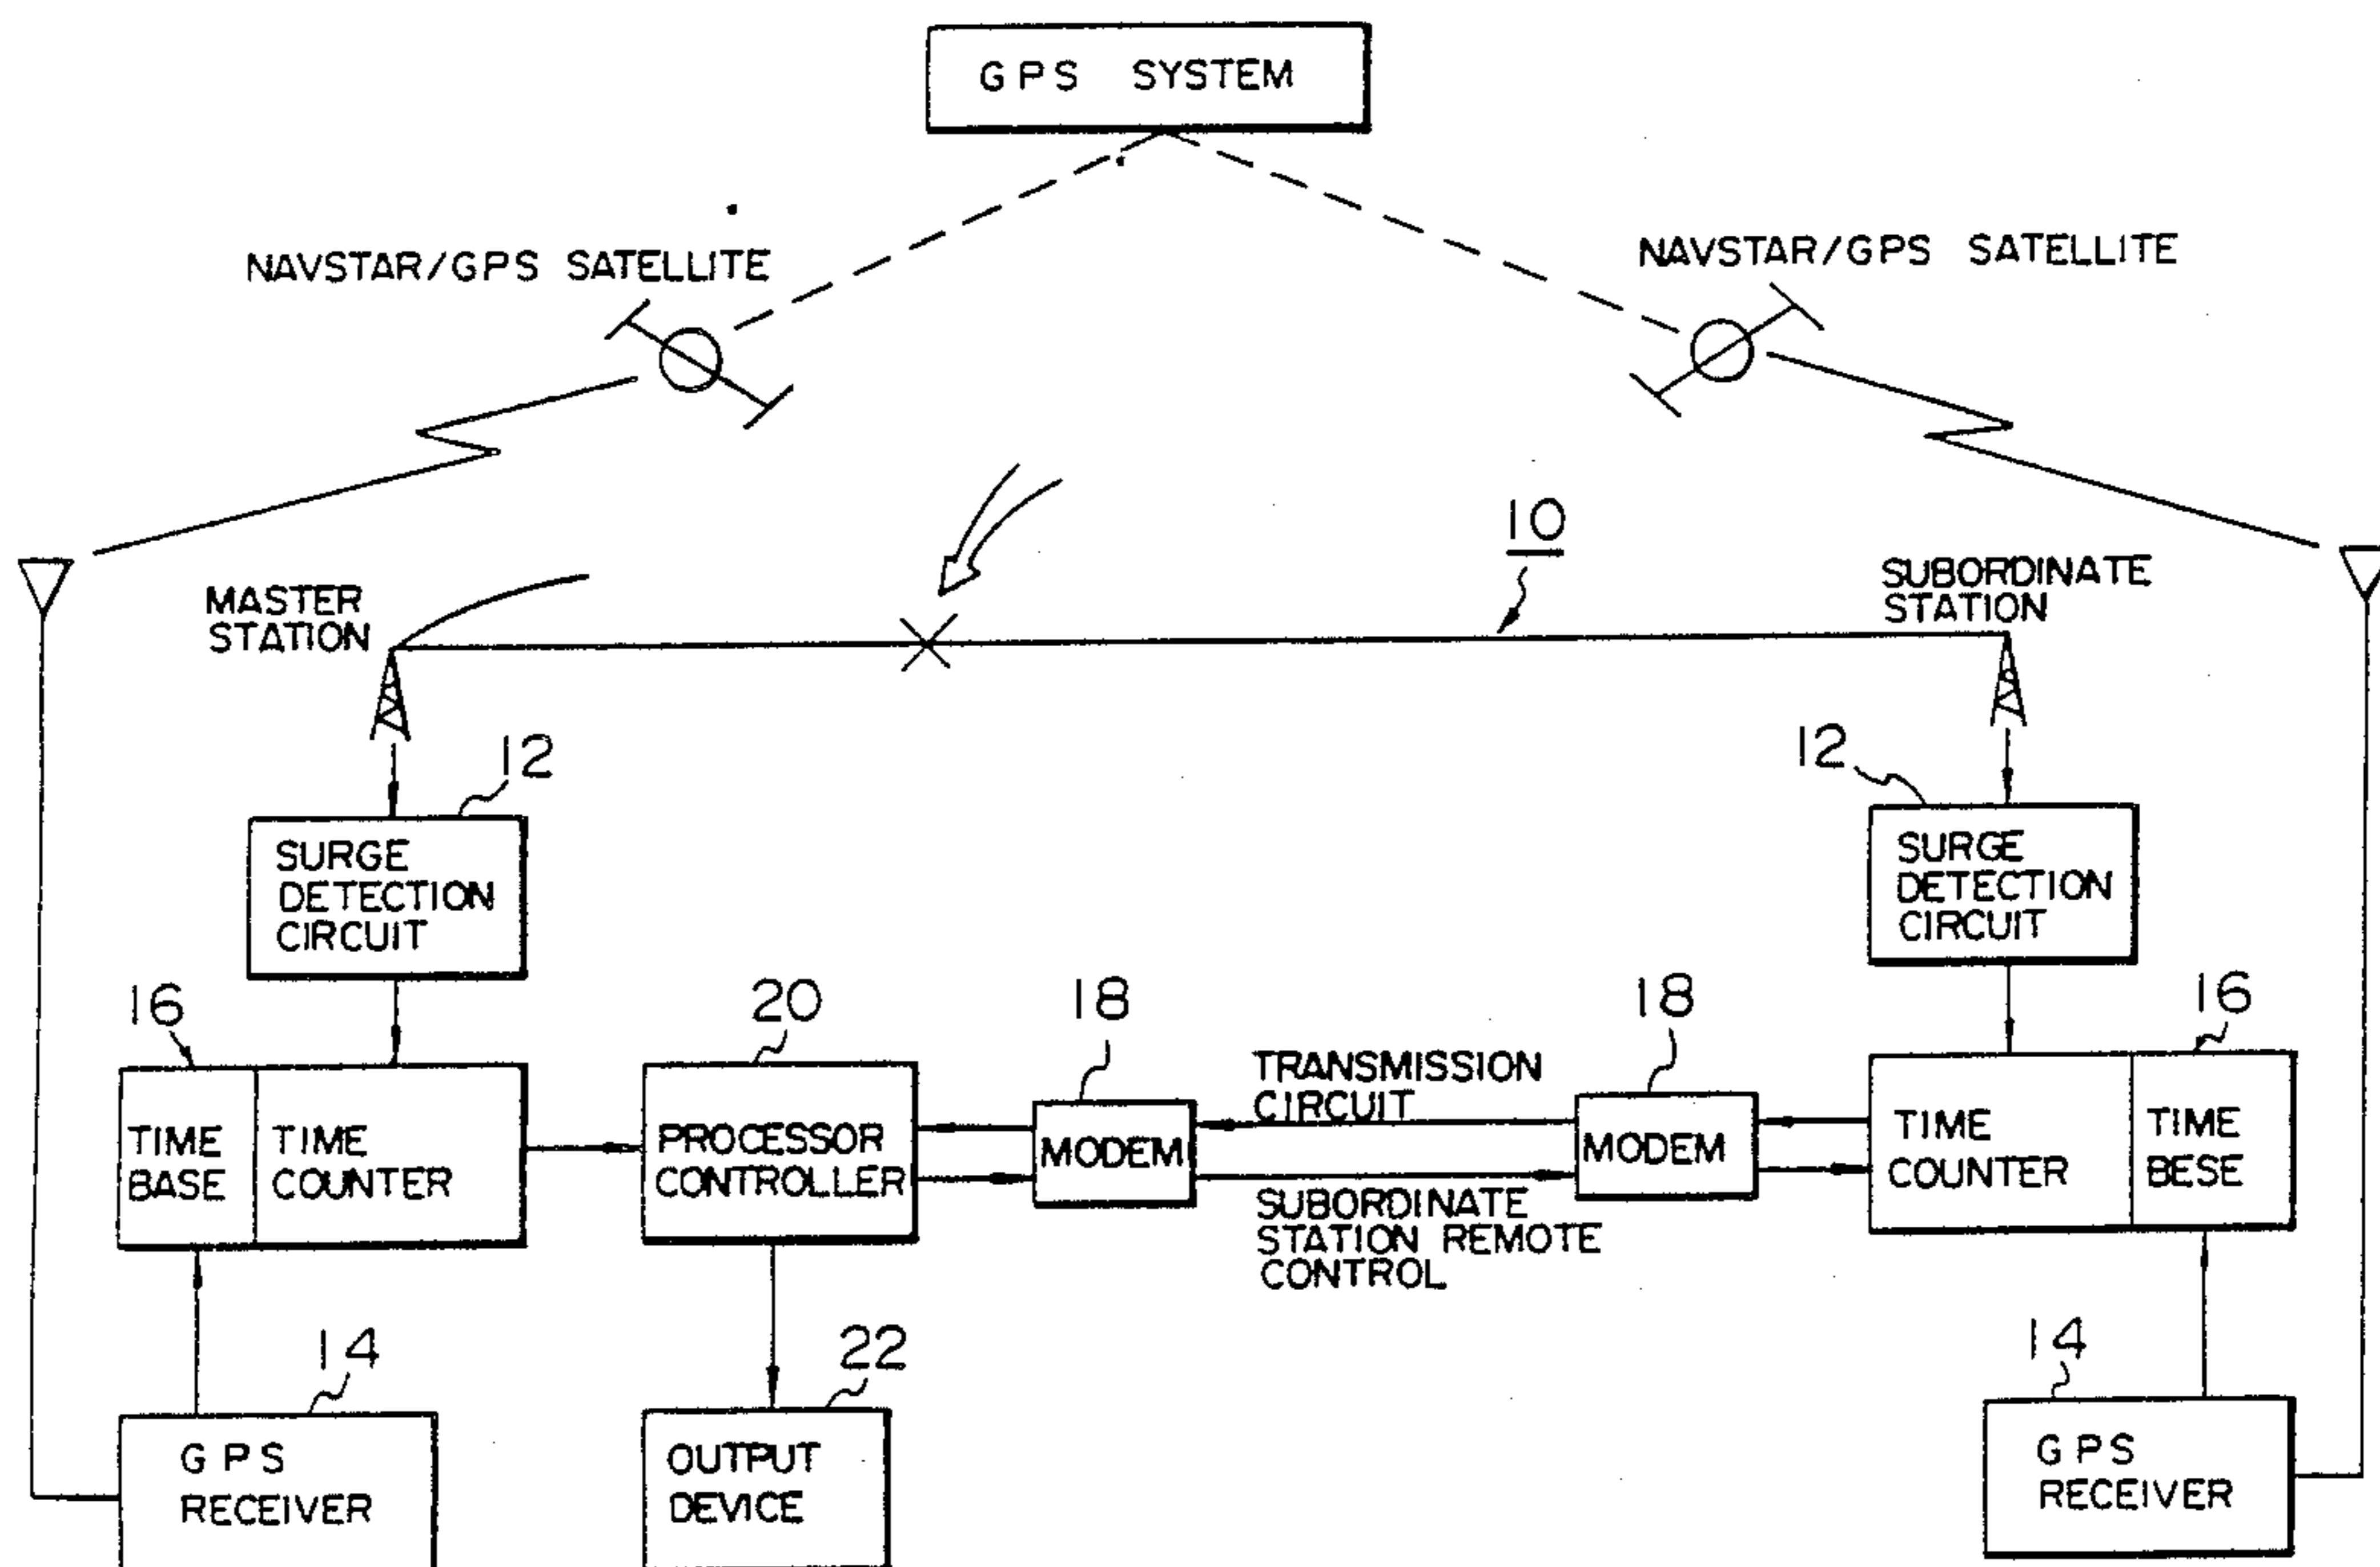 GPS SYSTEM
NAVSTAR/GPS SATELLITE
NAVSTAR/GPS SATELLITE
10
MASTER
STATION
SUBORDINATE
STATION
12
12
SURGE
DETECTION
CIRCUIT
SURGE
DETECTION
CIRCUIT
16
20
18
18
16
TIME
BASE
TIME
COUNTER
PROCESSOR
CONTROLLER
MODEM
TRANSMISSION
CIRCUIT
SUBORDINATE
STATION REMOTE
CONTROL
MODEM
TIME
COUNTER
TIME
BESE
14
22
14
GPS
RECEIVER
OUTPUT
DEVICE
GPS
RECEIVER